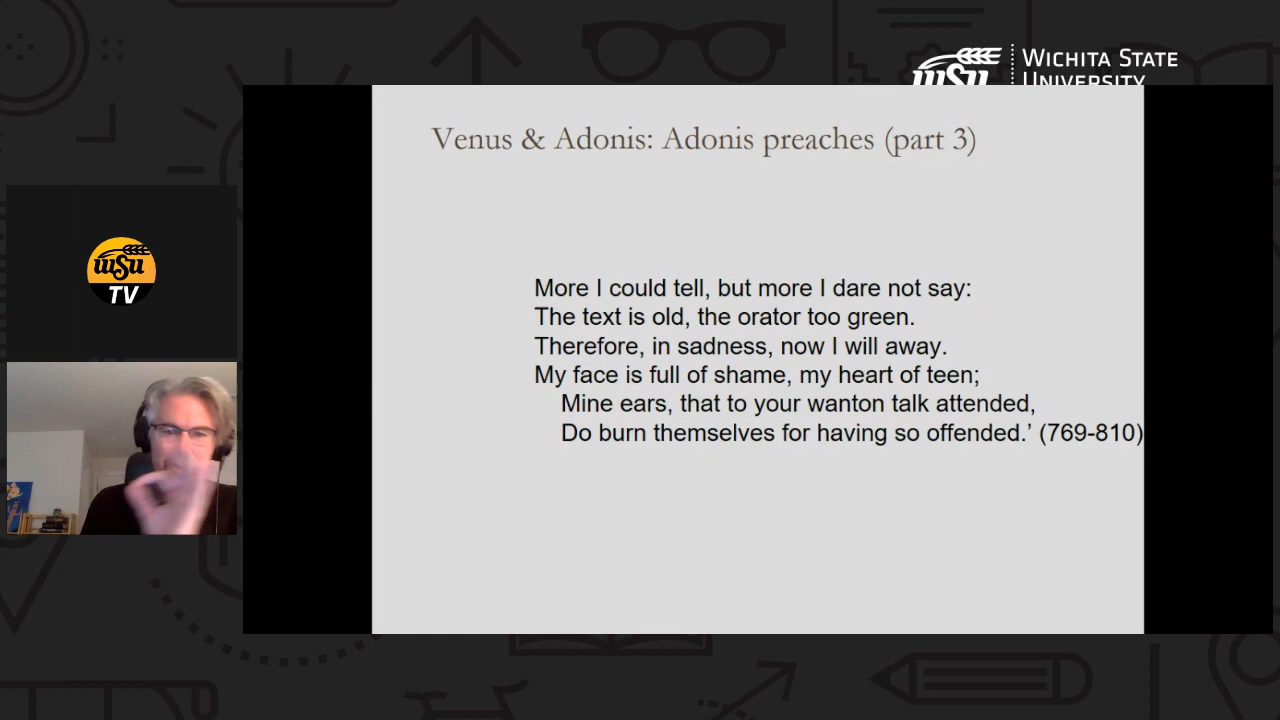 WSU
WICHITA STATE
UNIVERSITY
Venus & Adonis: Adonis preaches (part 3)
WSU
TV
More I could tell, but more I dare not say:
The text is old, the orator too green.
Therefore, in sadness, now I will away.
My face is full of shame, my heart of teen;
Mine ears, that to your wanton talk attended,
Do burn themselves for having so offended.’ (769-810)